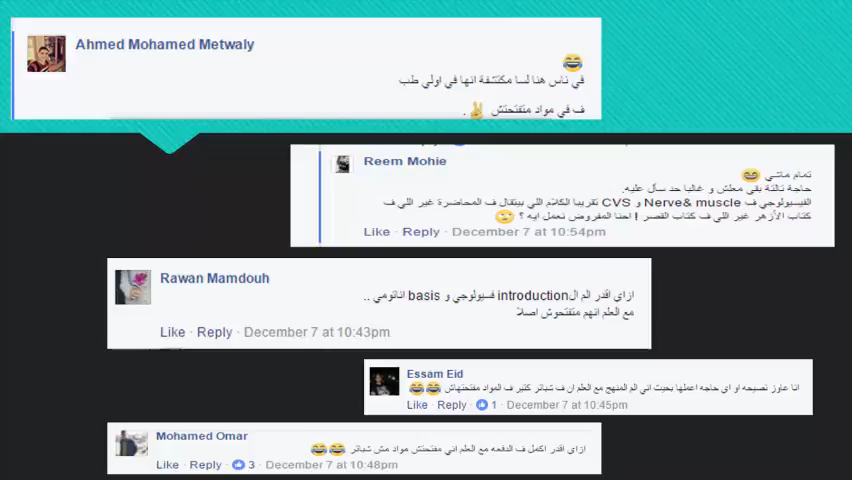 Ahmed Mohamed Metwaly
😂
في ناس هنا لسا مكتشفة انها في اولي طب
ف في مواد متفتحتش ✌ .
Reem Mohie
تمام ماشي 😂
حاجة تالتة بقى معلش و غالبا حد سأل عليه.
الفيسيولوجي ف Nerve& muscle و CVS تقريبا الكلام اللي بيتقال ف المحاضرة غير اللي ف
كتاب الأزهر غير اللي ف كتاب القصر ! احنا المفروض نعمل ايه ؟ 🙄
Like · Reply · December 7 at 10:54pm
Rawan Mamdouh
ازاي اقدر الم الintroduction فسيولوجي و basis اناتومي ..
مع العلم انهم متفتحوش اصلا
Like · Reply · December 7 at 10:43pm
Essam Eid
انا عاوز نصيحه او اي حاجه اعملها بحيث اني الم المنهج مع العلم ان ف شباتر كتير ف المواد مفتحتهاش 😂😂
Like · Reply · 1 · December 7 at 10:45pm
Mohamed Omar
ازاي اقدر اكمل ف الدفعه مع العلم اني مفتحتش مواد مش شباتر 😂😂
Like · Reply · 3 · December 7 at 10:48pm